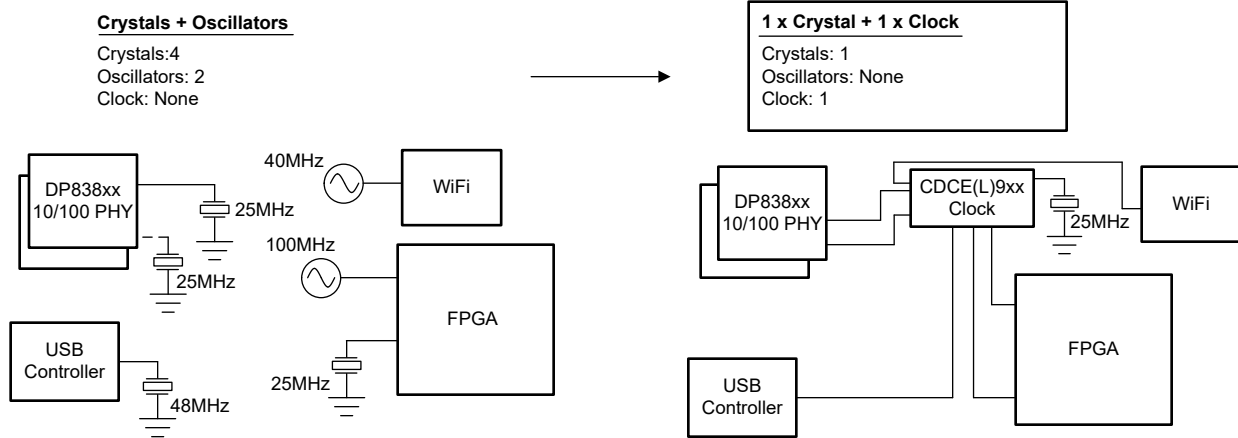 Crystals + Oscillators
Crystals:4
Oscillators: 2
Clock: None
1 x Crystal + 1 x Clock
Crystals: 1
Oscillators: None
Clock: 1
DP838xx
10/100 PHY
25MHz
25MHz
USB
Controller
48MHz
40MHz
WiFi
100MHz
FPGA
25MHz
DP838xx
10/100 PHY
CDCE(L)9xx
Clock
25MHz
WiFi
FPGA
USB
Controller